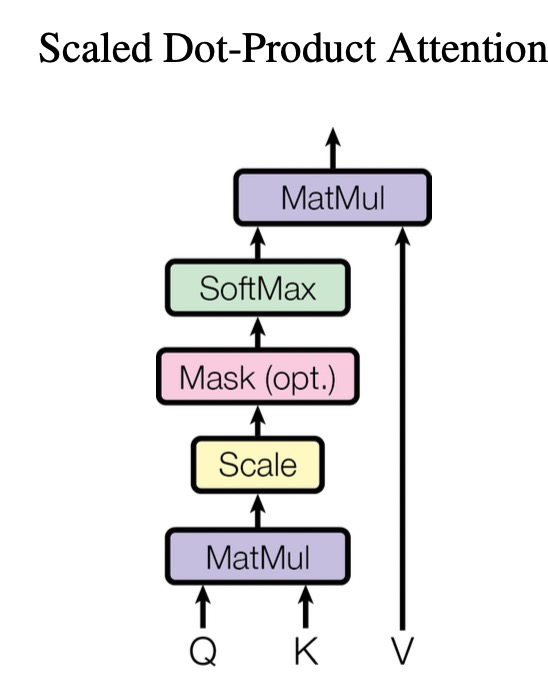 Scaled Dot-Product Attention
MatMul
SoftMax
Mask (opt.)
Scale
MatMul
Q K V